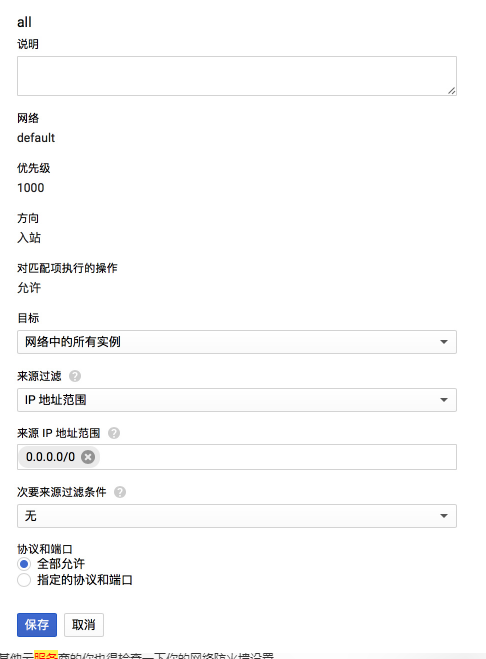 all
说明
网络
default
优先级
1000
方向
入站
对匹配项执行的操作
允许
目标
网络中的所有实例
来源过滤 ?
IP 地址范围
来源 IP 地址范围 ?
0.0.0.0/0
次要来源过滤条件 ?
无
协议和端口
全部允许
指定的协议和端口
保存 取消
其他云服务商的你也得检查一下你的网络防火墙设置